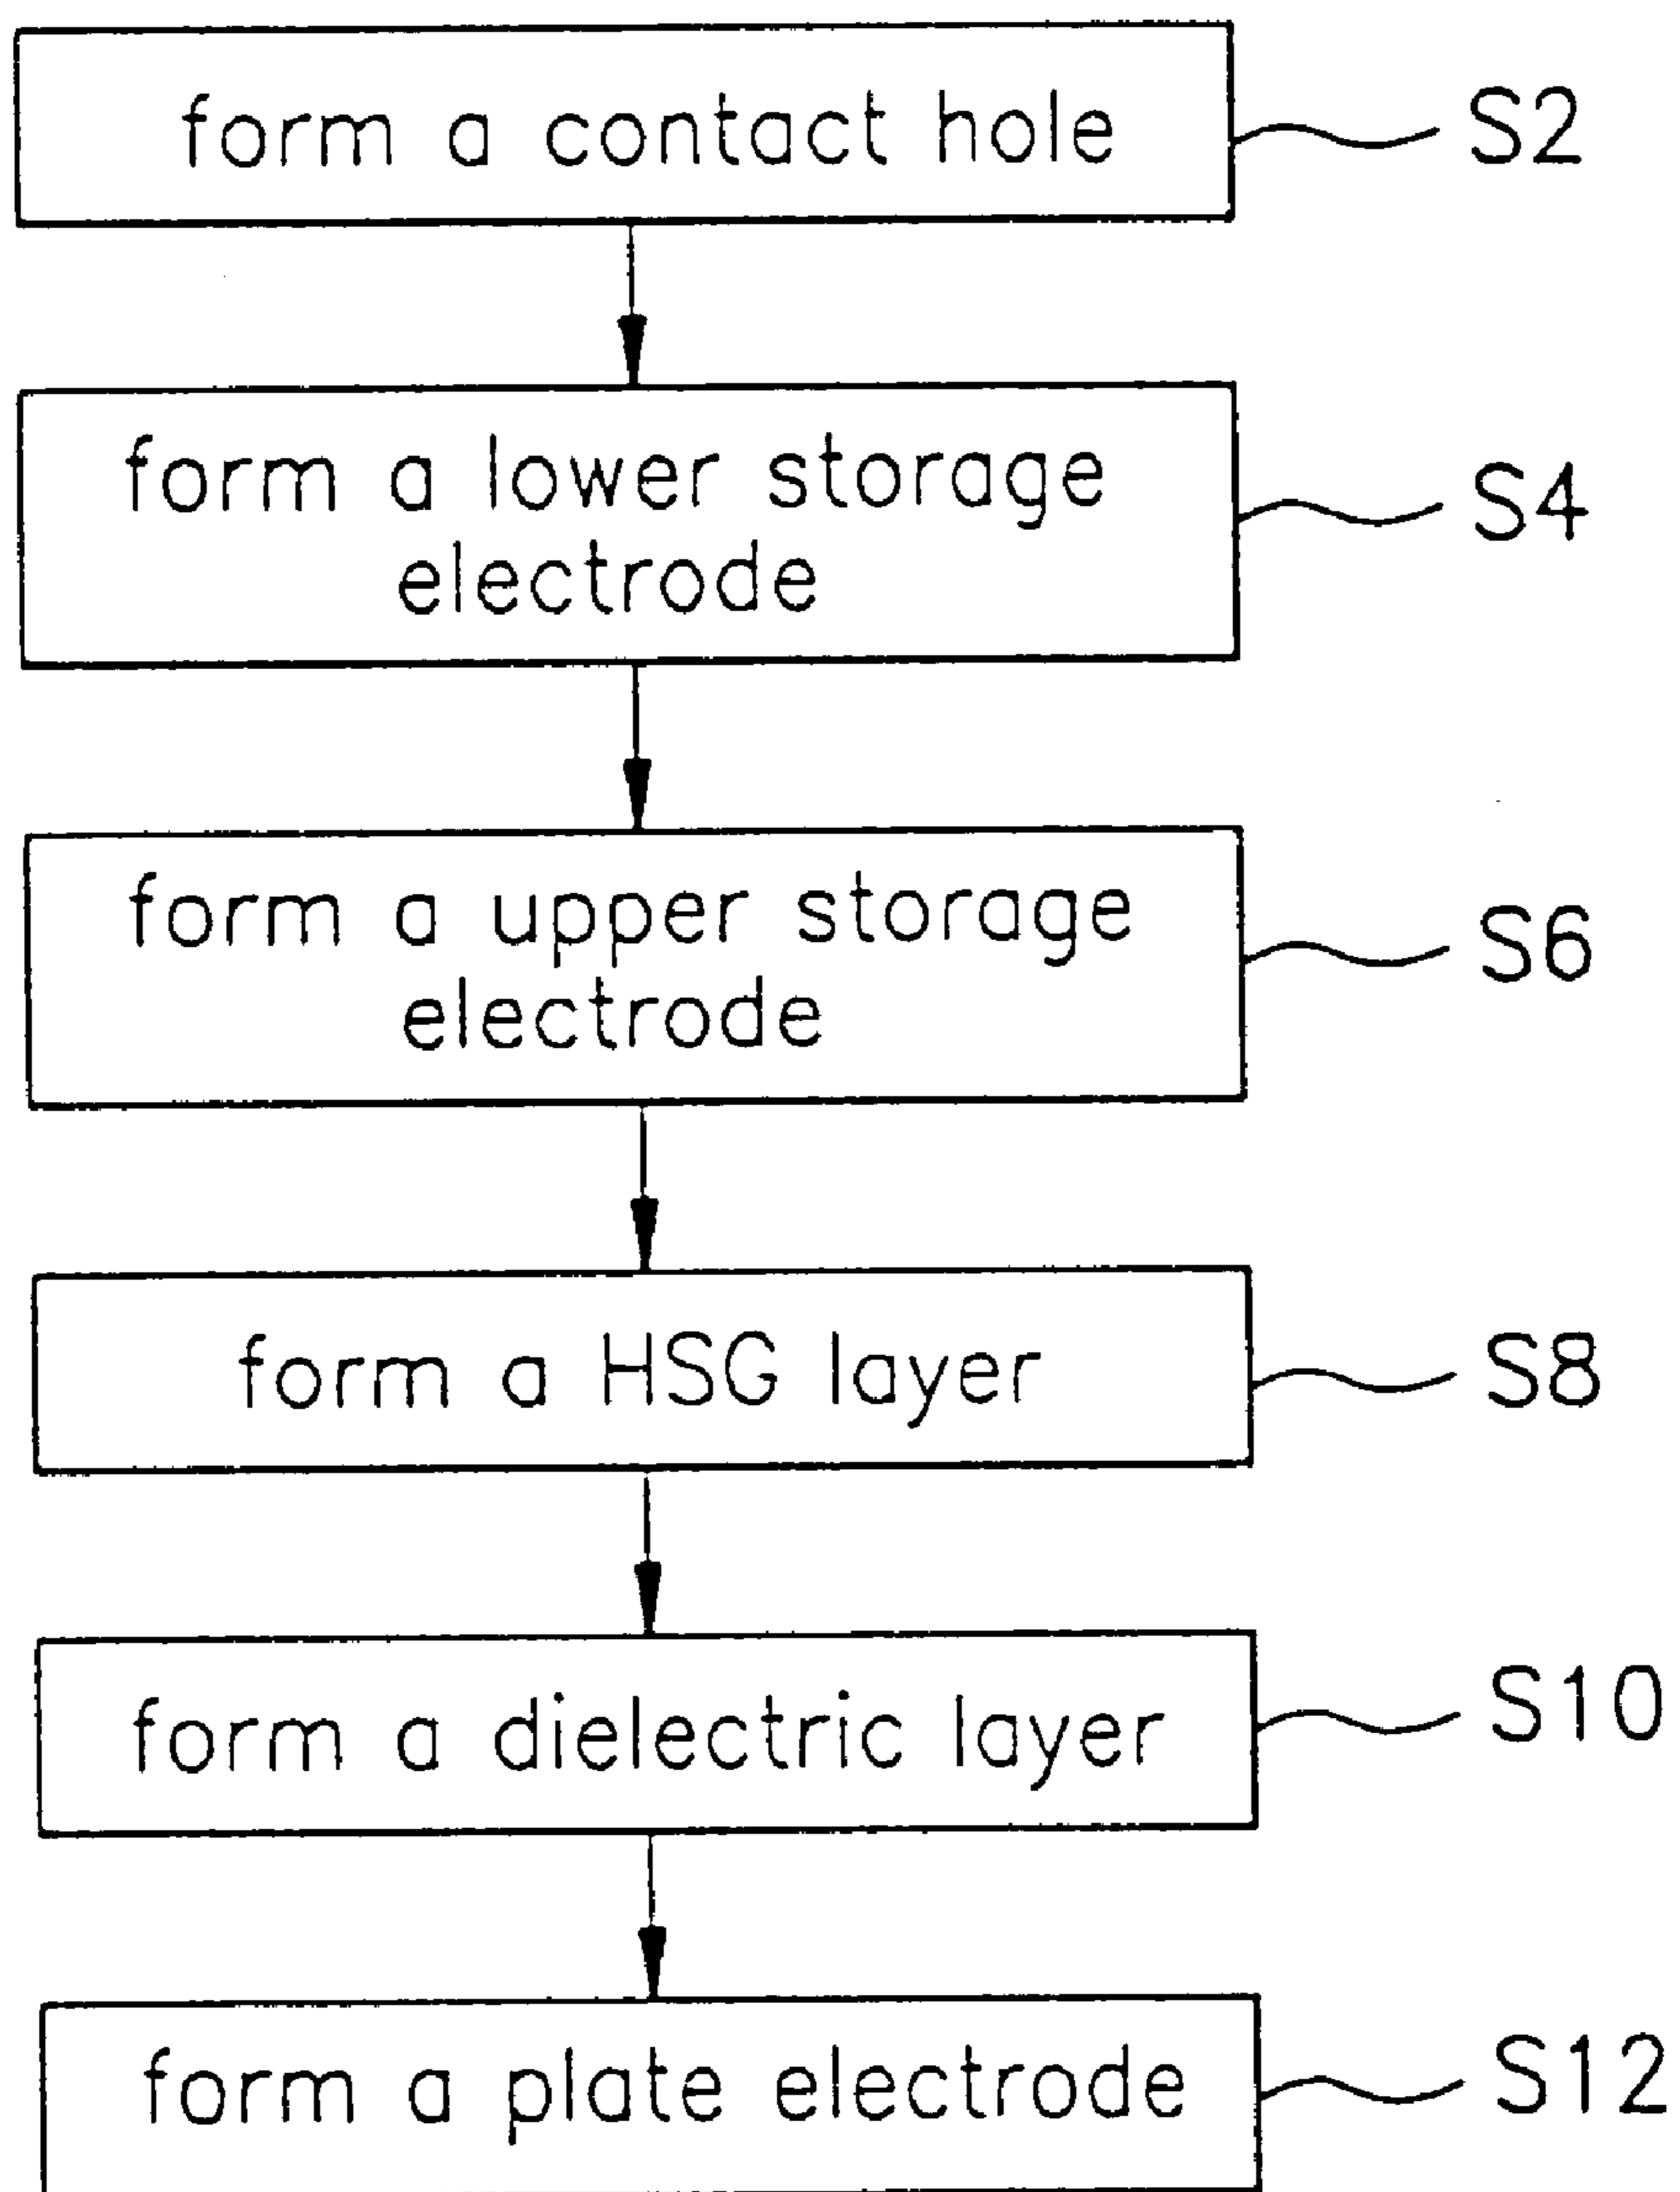 form a contact hole
S2
form a lower storage
electrode
S4
form a upper storage
electrode
S6
form a HSG layer
S8
form a dielectric layer
S10
form a plate electrode
S12